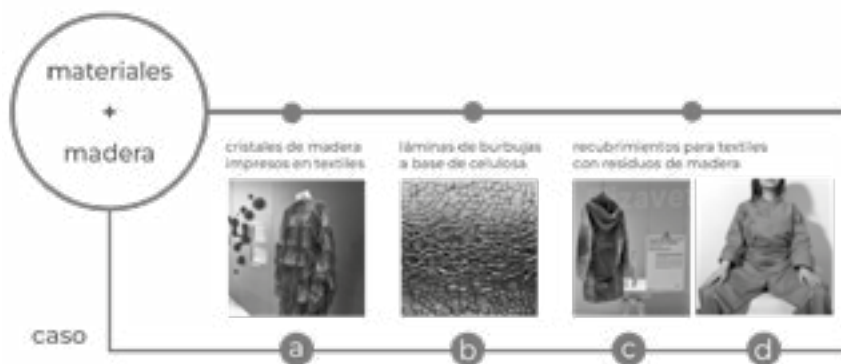 materiales
+
madera
cristales de madera
impresos en textiles
láminas de burbujas
a base de celulosa
recubrimientos para textiles
con residuos de madera
caso
a
b
c
d